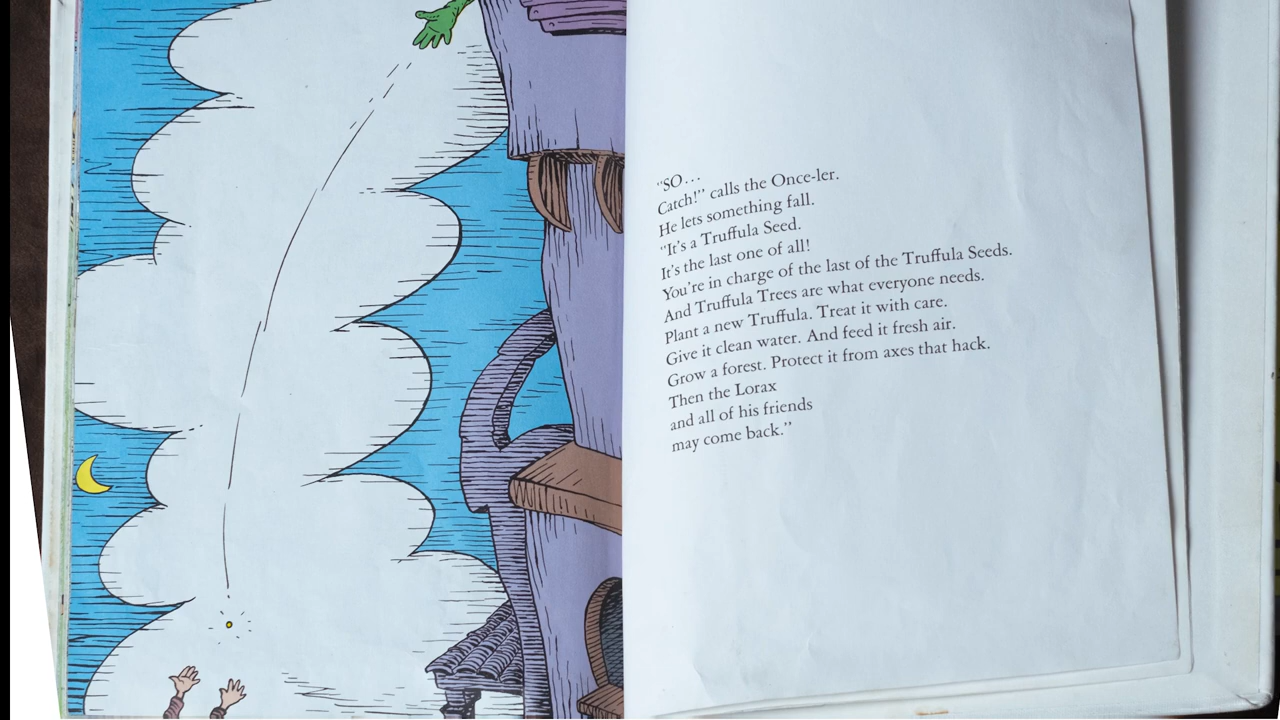 "SO...
Catch!" calls the Once-ler.
He lets something fall.
"It's a Truffula Seed.
It's the last one of all!
You're in charge of the last of the Truffula Seeds.
And Truffula Trees are what everyone needs.
Plant a new Truffula. Treat it with care.
Give it clean water. And feed it fresh air.
Grow a forest. Protect it from axes that hack.
Then the Lorax
and all of his friends
may come back."